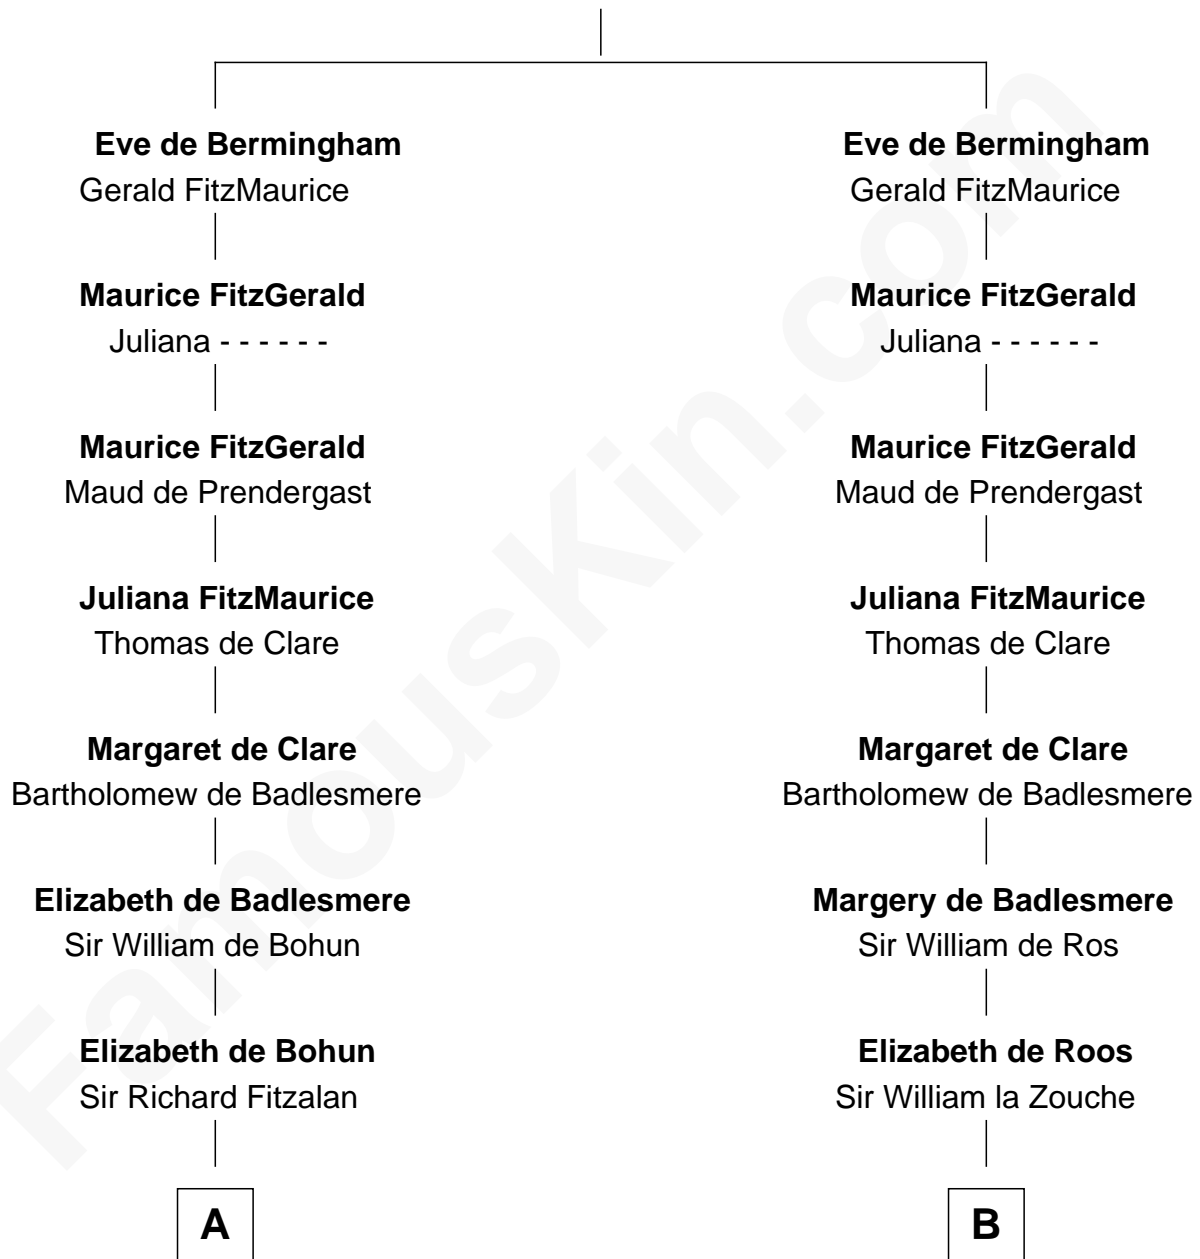 Eve de Bermingham
Gerald FitzMaurice
Maurice FitzGerald
Juliana - - - - - -
Maurice FitzGerald
Maud de Prendergast
Juliana FitzMaurice
Thomas de Clare
Margaret de Clare
Bartholomew de Badlesmere
Elizabeth de Badlesmere
Sir William de Bohun
Elizabeth de Bohun
Sir Richard Fitzalan
A
Eve de Bermingham
Gerald FitzMaurice
Maurice FitzGerald
Juliana - - - - - -
Maurice FitzGerald
Maud de Prendergast
Juliana FitzMaurice
Thomas de Clare
Margaret de Clare
Bartholomew de Badlesmere
Margery de Badlesmere
Sir William de Ros
Elizabeth de Roos
Sir William la Zouche
B
FamousKin.com